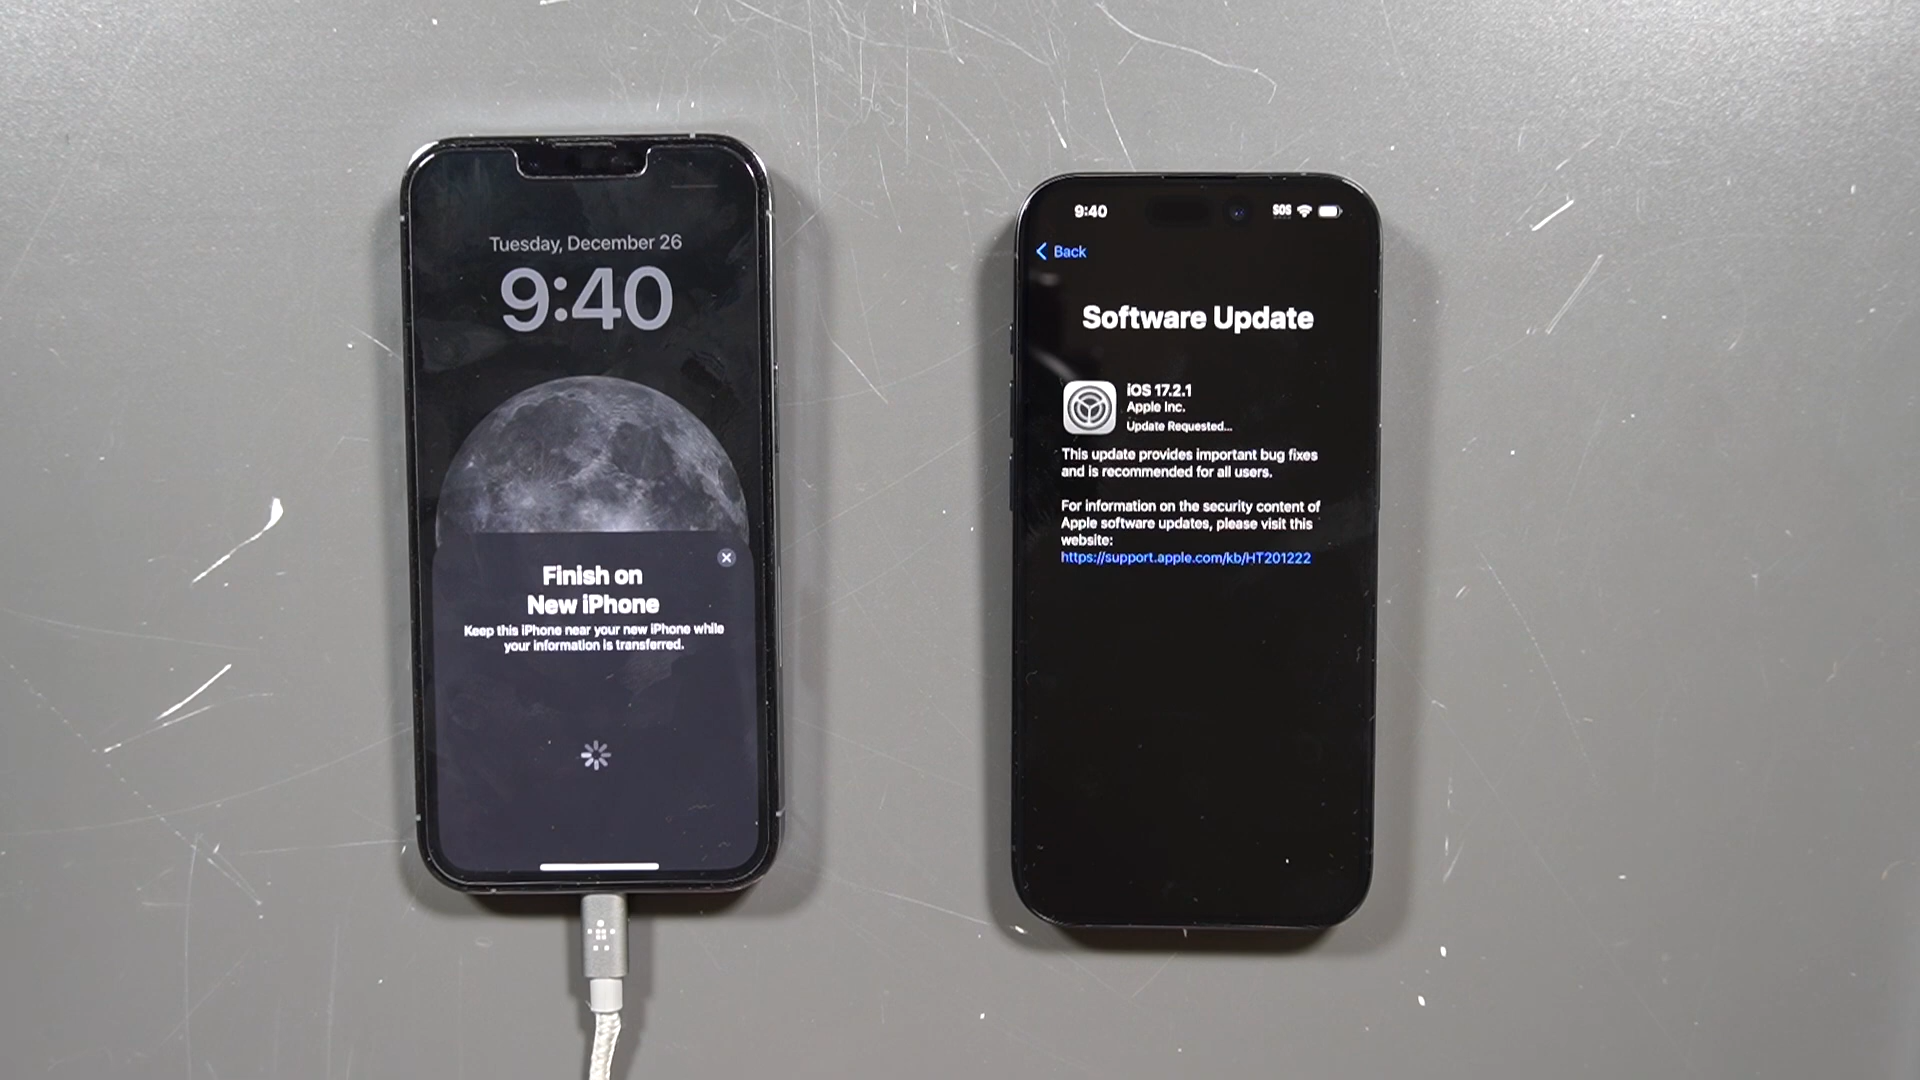 Tuesday, December 26
9:40
Finish on
New iPhone
Keep this iPhone near your new iPhone while
your information is transferred.
9:40
SOS
Back
Software Update
iOS 17.2.1
Apple Inc.
Update Requested...
This update provides important bug fixes
and is recommended for all users.
For information on the security content of
Apple software updates, please visit this
website:
https://support.apple.com/kb/HT201222